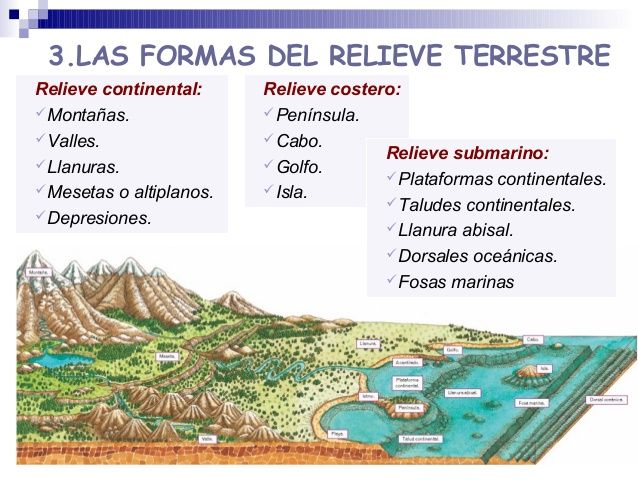 3.LAS FORMAS DEL RELIEVE TERRESTRE
Relieve continental:
Montañas.
Valles.
Llanuras.
Mesetas o altiplanos.
Depresiones.
Relieve costero:
Península.
Cabo.
Golfo.
Isla.
Relieve submarino:
Plataformas continentales.
Taludes continentales.
Llanura abisal.
Dorsales oceánicas.
Fosas marinas
Montaña.
Meseta.
Valle.
Llanura.
Acantilado.
Golfo.
Cabo.
Plataforma
continental.
Istmo.
Península.
Llanura abisal.
Isla.
Fosa marina.
Dorsal oceánica.
Playa.
Talud continental.